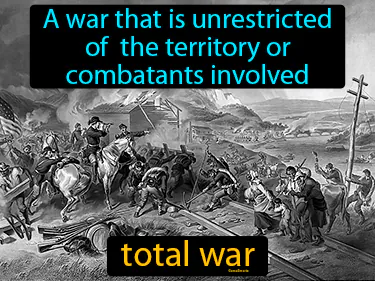 A war that is unrestricted
of the territory or
combatants involved
total war